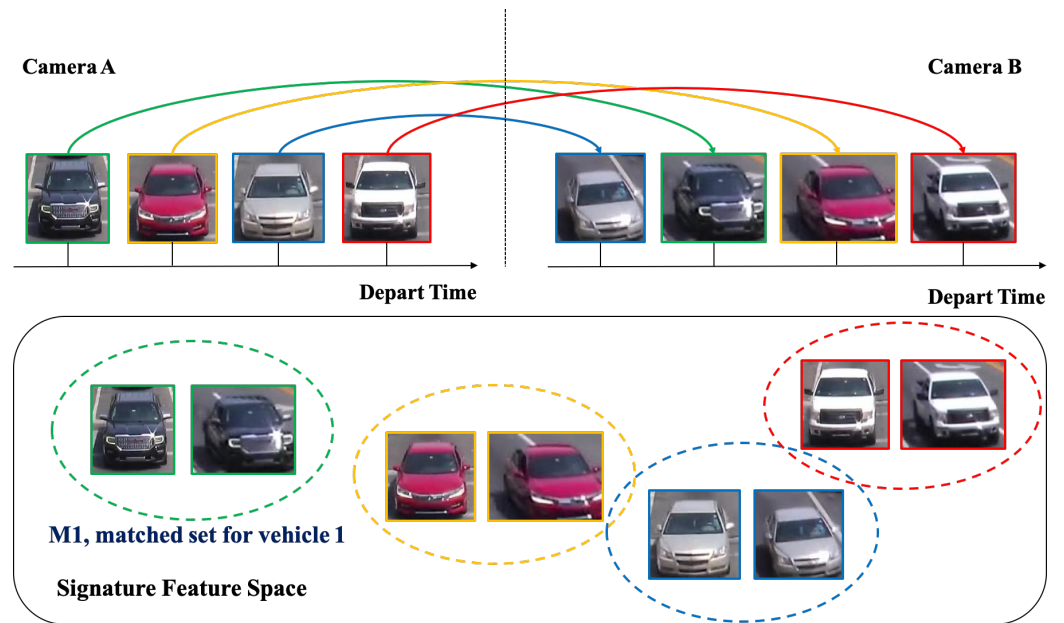 Camera A
Camera B
Depart Time
Depart Time
M1, matched set for vehicle 1
Signature Feature Space